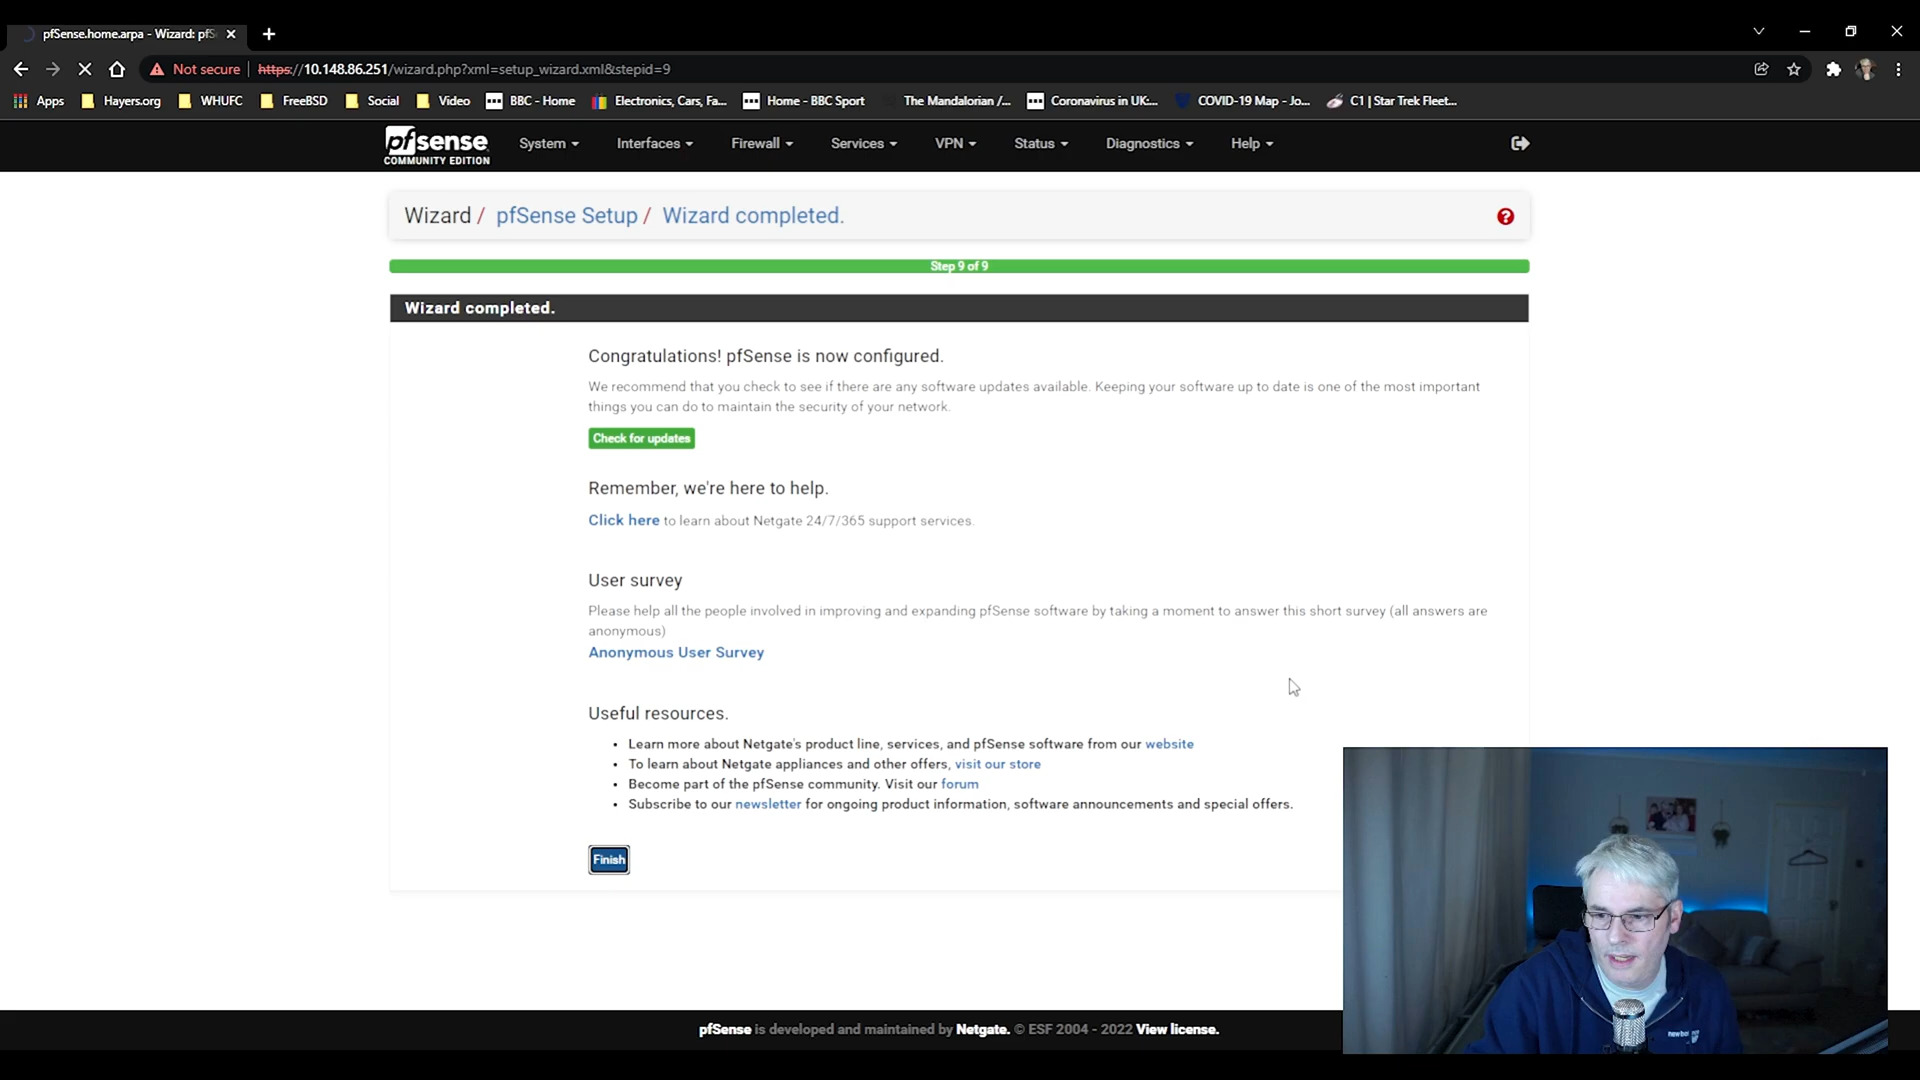 pfSense.home.arpa - Wizard: pfS
Not secure
https://10.148.86.251/wizard.php?xml=setup_wizard.xml&stepid=9
Apps Hayers.org WHUFC FreeBSD Social Video BBC - Home Electronics, Cars, Fa... Home - BBC Sport The Mandalorian /... Coronavirus in UK:... COVID-19 Map - Jo... C1 | Star Trek Fleet...
pfsense
COMMUNITY EDITION
System Interfaces Firewall Services VPN Status Diagnostics Help
Wizard / pfSense Setup / Wizard completed.
Step 9 of 9
Wizard completed.
Congratulations! pfSense is now configured.
We recommend that you check to see if there are any software updates available. Keeping your software up to date is one of the most important
things you can do to maintain the security of your network.
Check for updates
Remember, we're here to help.
Click here to learn about Netgate 24/7/365 support services.
User survey
Please help all the people involved in improving and expanding pfSense software by taking a moment to answer this short survey (all answers are
anonymous)
Anonymous User Survey
Useful resources.
• Learn more about Netgate's product line, services, and pfSense software from our website
• To learn about Netgate appliances and other offers, visit our store
• Become part of the pfSense community. Visit our forum
• Subscribe to our newsletter for ongoing product information, software announcements and special offers.
Finish
pfSense is developed and maintained by Netgate. © ESF 2004 - 2022 View license.